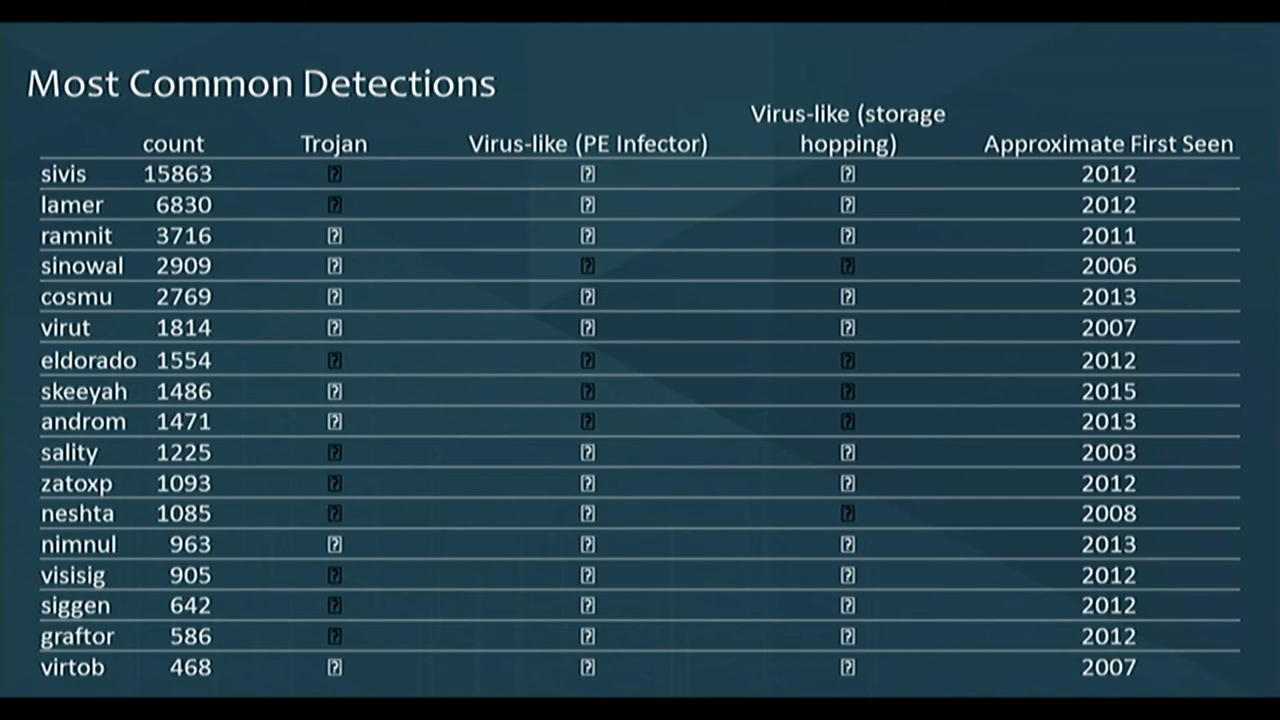 Most Common Detections
count Trojan Virus-like (PE Infector) Virus-like (storage hopping) Approximate First Seen
sivis 15863 ⍰ ⍰ ⍰ 2012
lamer 6830 ⍰ ⍰ ⍰ 2012
ramnit 3716 ⍰ ⍰ ⍰ 2011
sinowal 2909 ⍰ ⍰ ⍰ 2006
cosmu 2769 ⍰ ⍰ ⍰ 2013
virut 1814 ⍰ ⍰ ⍰ 2007
eldorado 1554 ⍰ ⍰ ⍰ 2012
skeeyah 1486 ⍰ ⍰ ⍰ 2015
androm 1471 ⍰ ⍰ ⍰ 2013
sality 1225 ⍰ ⍰ ⍰ 2003
zatoxp 1093 ⍰ ⍰ ⍰ 2012
neshta 1085 ⍰ ⍰ ⍰ 2008
nimnul 963 ⍰ ⍰ ⍰ 2013
visisig 905 ⍰ ⍰ ⍰ 2012
siggen 642 ⍰ ⍰ ⍰ 2012
graftor 586 ⍰ ⍰ ⍰ 2012
virtob 468 ⍰ ⍰ ⍰ 2007